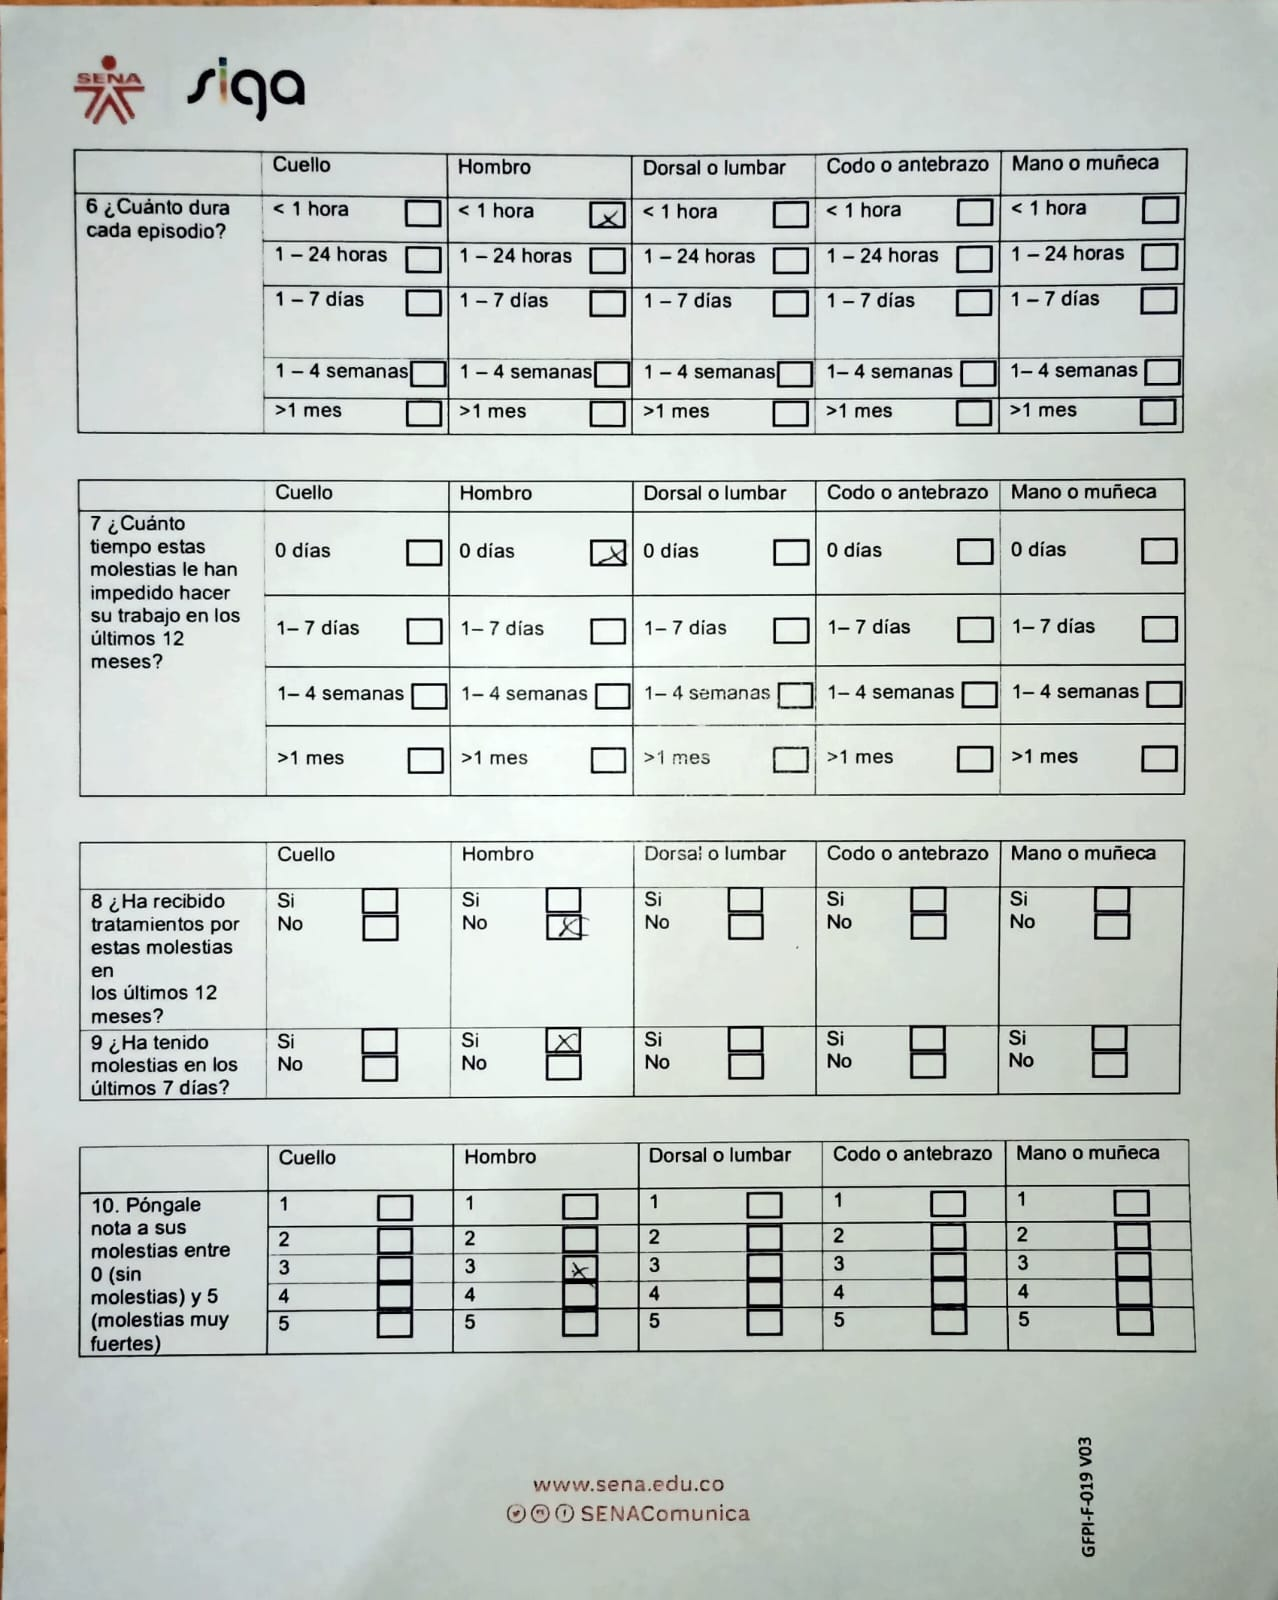 SENA siga
Cuello Hombro Dorsal o lumbar Codo o antebrazo Mano o muñeca
6 ¿Cuánto dura < 1 hora < 1 hora X < 1 hora < 1 hora < 1 hora
cada episodio?
1 – 24 horas 1 – 24 horas 1 – 24 horas 1 – 24 horas 1 – 24 horas
1 – 7 días 1 – 7 días 1 – 7 días 1 – 7 días 1 – 7 días
1 – 4 semanas 1 – 4 semanas 1 – 4 semanas 1– 4 semanas 1– 4 semanas
>1 mes >1 mes >1 mes >1 mes >1 mes
Cuello Hombro Dorsal o lumbar Codo o antebrazo Mano o muñeca
7 ¿Cuánto
tiempo estas 0 días 0 días X 0 días 0 días 0 días
molestias le han
impedido hacer
su trabajo en los 1– 7 días 1– 7 días 1– 7 días 1– 7 días 1– 7 días
últimos 12
meses?
1– 4 semanas 1– 4 semanas 1– 4 semanas 1– 4 semanas 1– 4 semanas
>1 mes >1 mes >1 mes >1 mes >1 mes
Cuello Hombro Dorsal o lumbar Codo o antebrazo Mano o muñeca
8 ¿Ha recibido Si Si Si Si Si
tratamientos por No No X No No No
estas molestias
en
los últimos 12
meses?
9 ¿Ha tenido Si Si X Si Si Si
molestias en los No No No No No
últimos 7 días?
Cuello Hombro Dorsal o lumbar Codo o antebrazo Mano o muñeca
10. Póngale 1 1 1 1 1
nota a sus 2 2 2 2 2
molestias entre
0 (sin 3 3 X 3 3 3
molestias) y 5 4 4 4 4 4
(molestias muy 5 5 5 5 5
fuertes)
www.sena.edu.co
SENAComunica
GFPI-F-019 V03